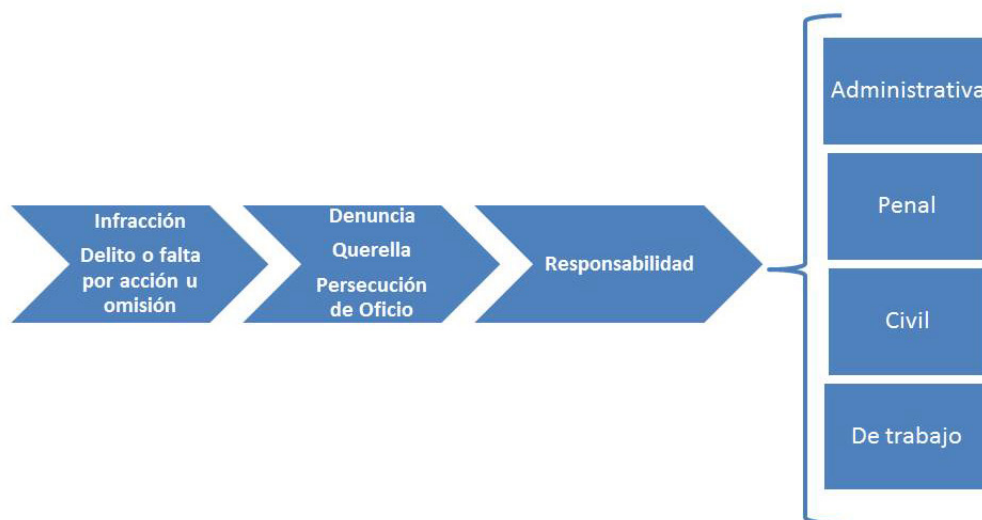 Infracción
Delito o falta
por acción u
omisión
Denuncia
Querella
Persecución
de Oficio
Responsabilidad
Administrativa
Penal
Civil
De trabajo